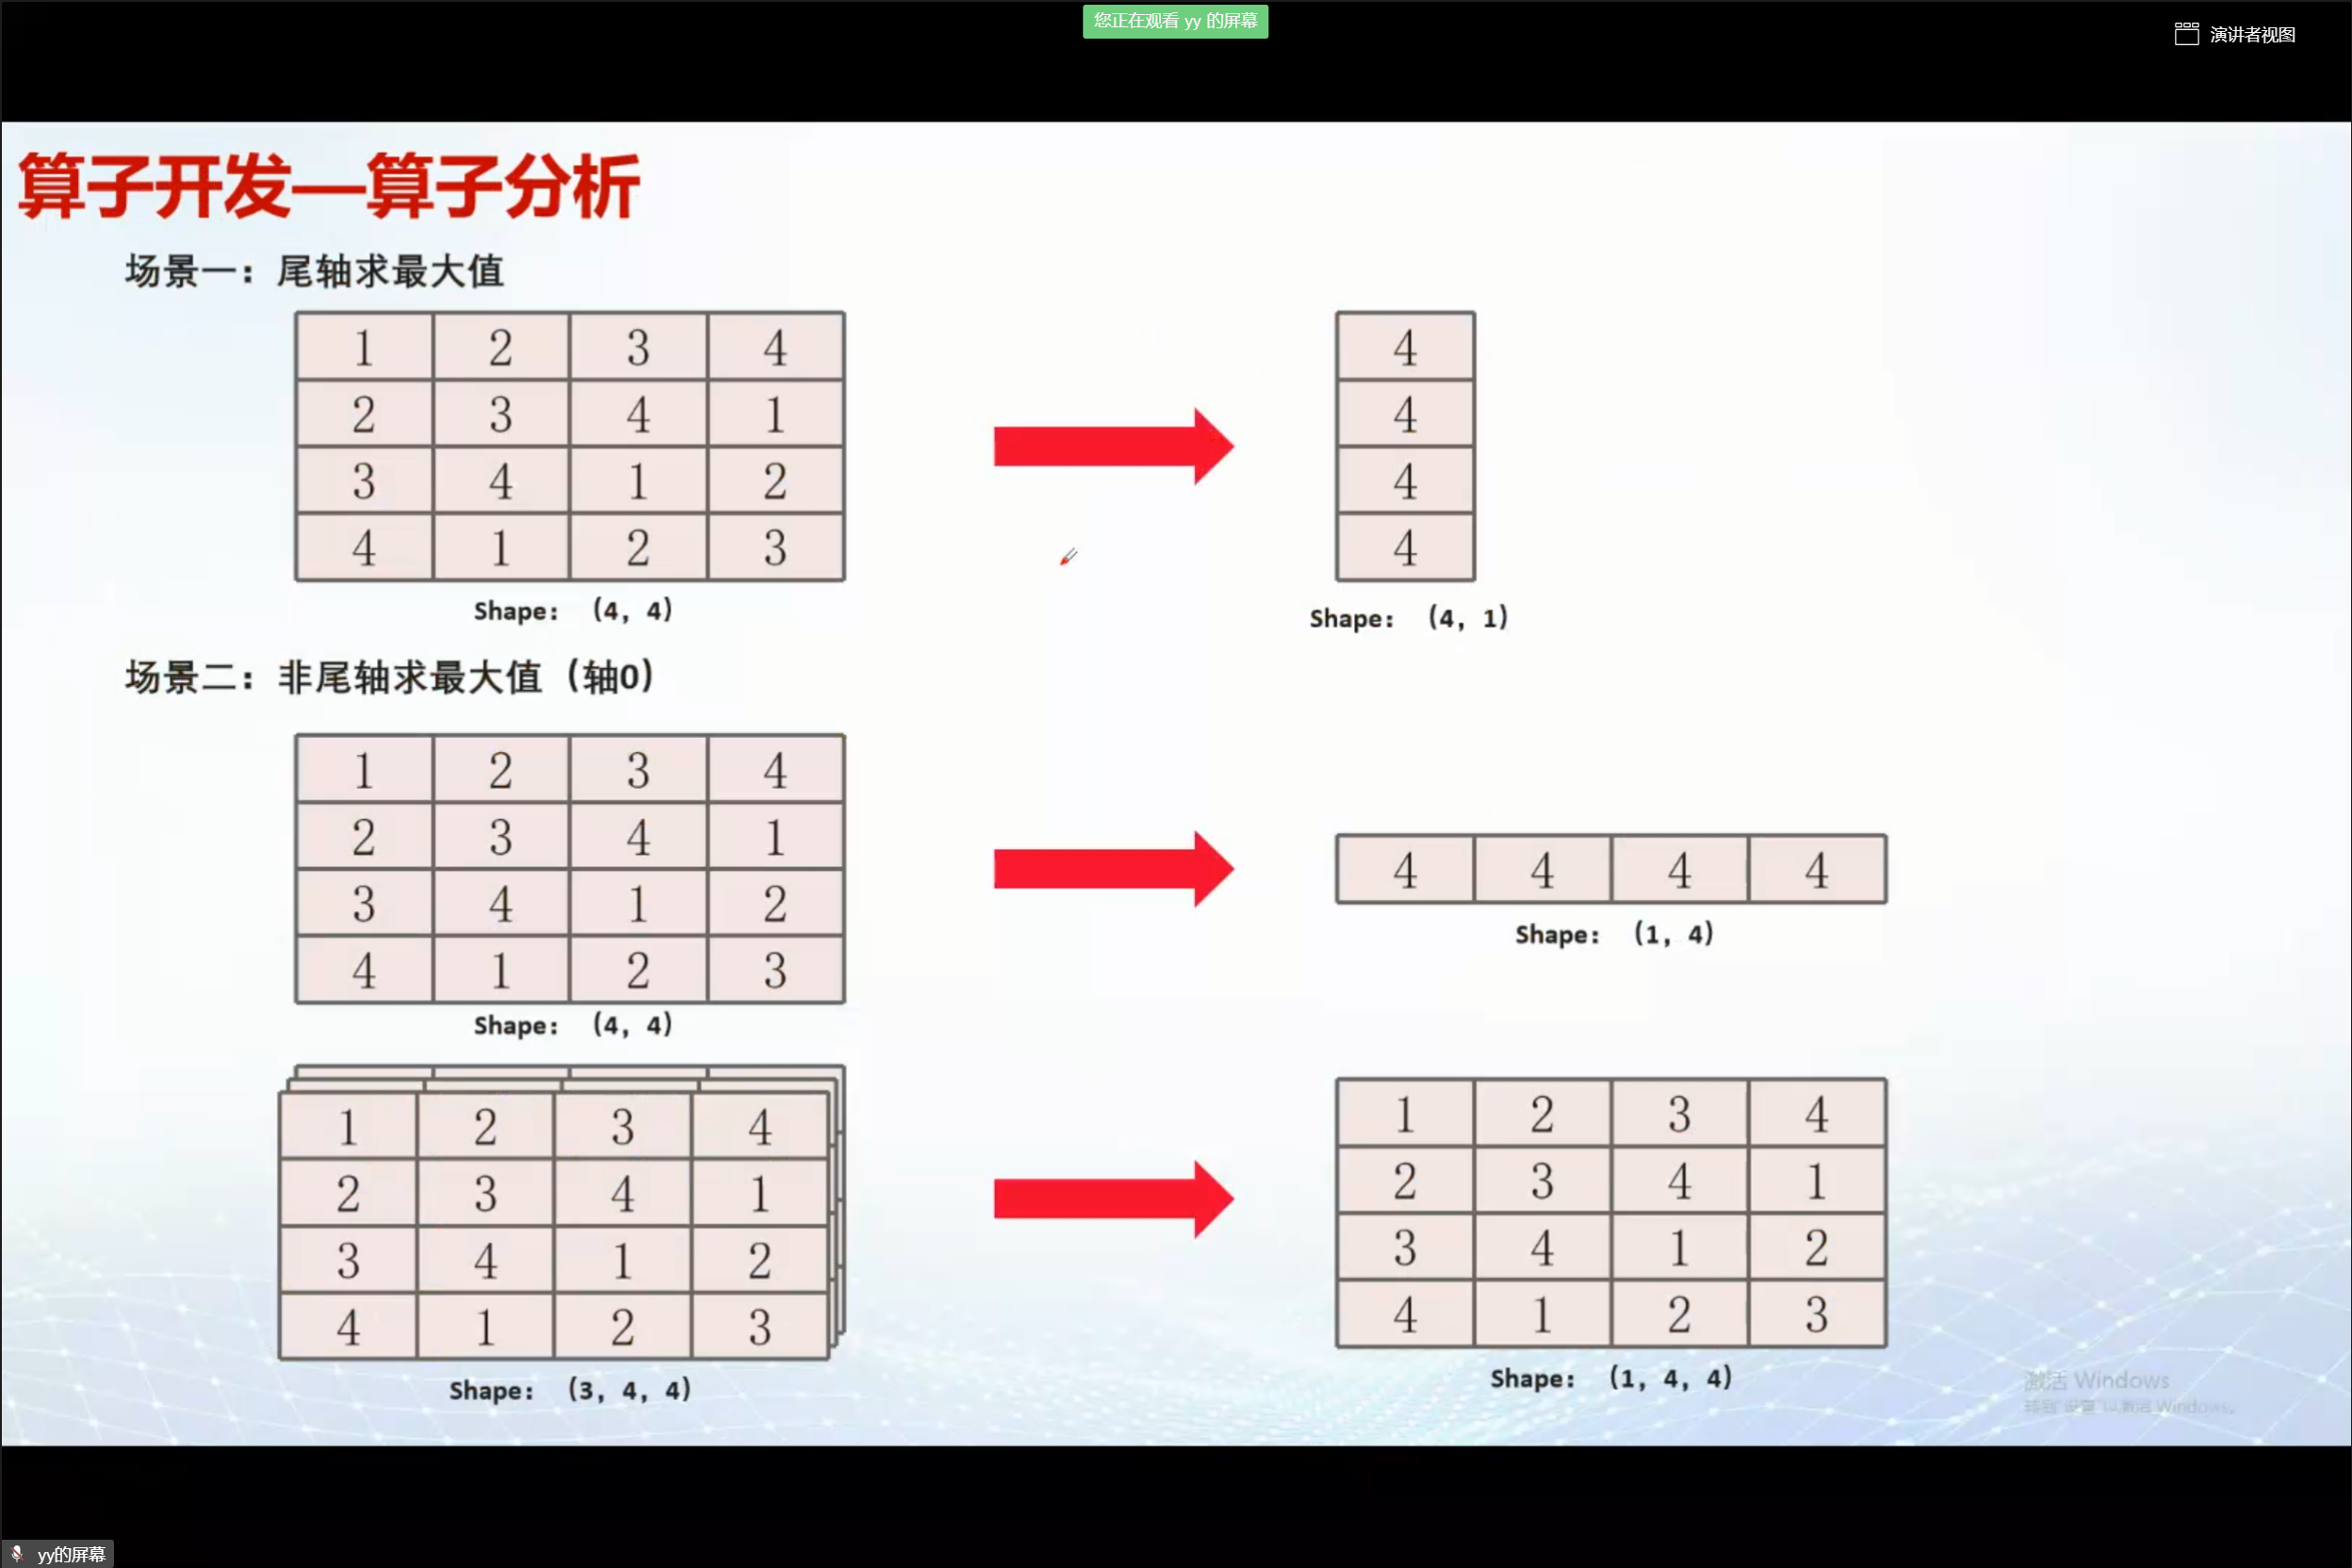 您正在观看 yy 的屏幕
演讲者视图
算子开发—算子分析
场景一：尾轴求最大值
1 2 3 4
2 3 4 1
3 4 1 2
4 1 2 3
Shape: (4, 4)
4
4
4
4
Shape: (4, 1)
场景二：非尾轴求最大值（轴0）
1 2 3 4
2 3 4 1
3 4 1 2
4 1 2 3
Shape: (4, 4)
4 4 4 4
Shape: (1, 4)
1 2 3 4
2 3 4 1
3 4 1 2
4 1 2 3
Shape: (3, 4, 4)
1 2 3 4
2 3 4 1
3 4 1 2
4 1 2 3
Shape: (1, 4, 4)
激活 Windows
转到"设置"以激活 Windows。
yy的屏幕